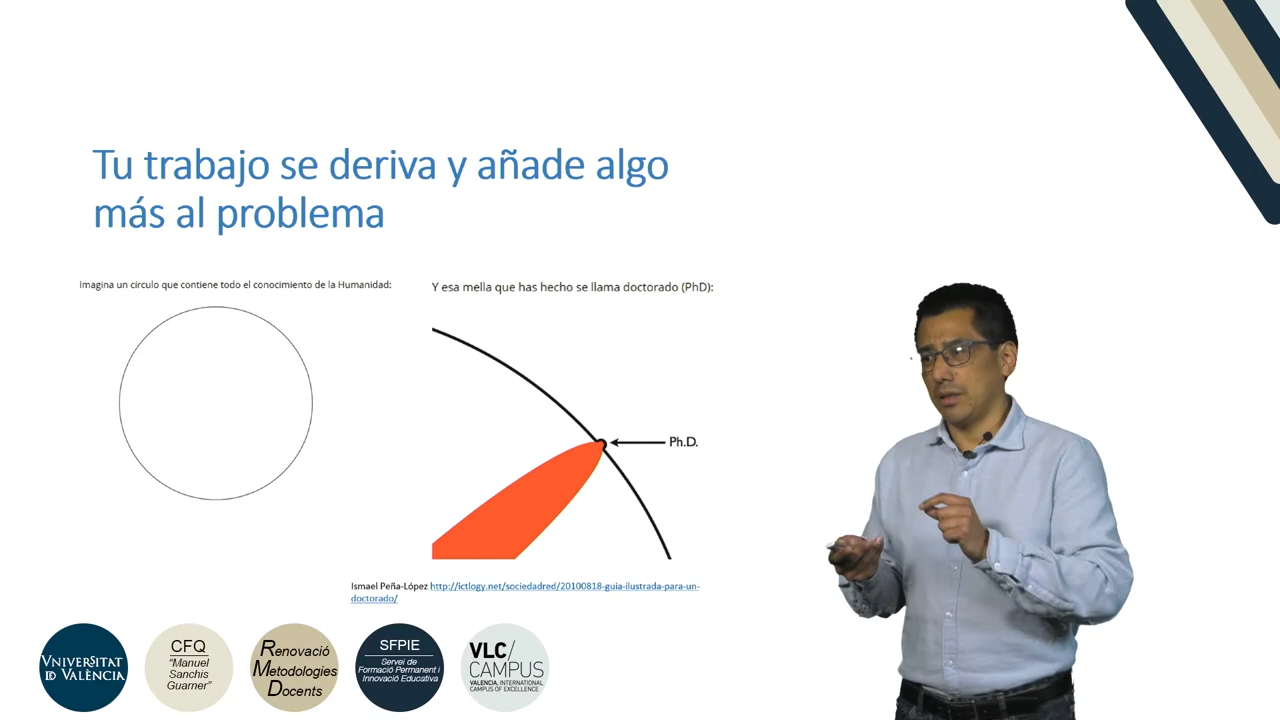 Tu trabajo se deriva y añade algo
más al problema
Imagina un círculo que contiene todo el conocimiento de la Humanidad:
Y esa mella que has hecho se llama doctorado (PhD):
Ph.D.
Ismael Peña-López http://ictlogy.net/sociedadred/20100818-guia-ilustrada-para-un-
doctorado/
VNIVERSITAT
ID VALÈNCIA
CFQ
"Manuel
Sanchis
Guarner"
Renovació
Metodologies
Docents
SFPIE
Servei de
Formació Permanent i
Innovació Educativa
VLC/
CAMPUS
VALENCIA, INTERNATIONAL
CAMPUS OF EXCELLENCE